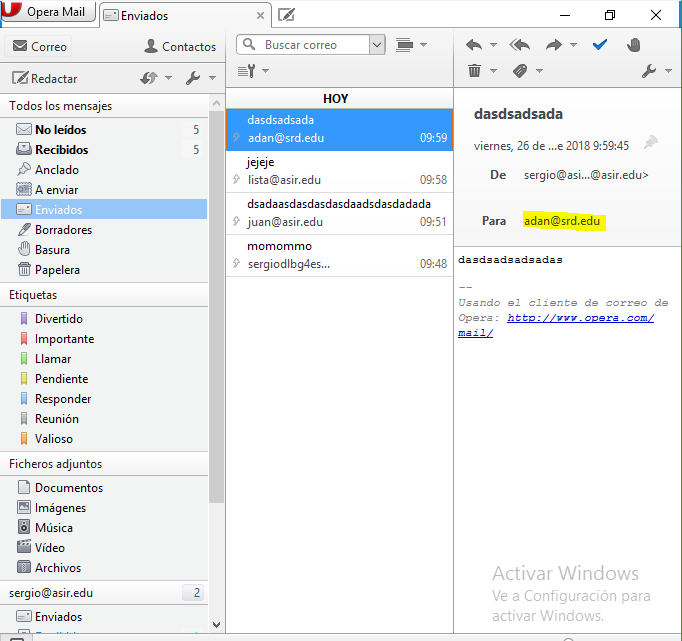 Opera Mail
Enviados
Correo
Contactos
Redactar
Todos los mensajes
No leídos 5
Recibidos 5
Anclado
A enviar
Enviados
Borradores
Basura
Papelera
Etiquetas
Divertido
Importante
Llamar
Pendiente
Responder
Reunión
Valioso
Ficheros adjuntos
Documentos
Imágenes
Música
Vídeo
Archivos
sergio@asir.edu 2
Enviados
Buscar correo
HOY
dasdsadsada
adan@srd.edu 09:59
jejeje
lista@asir.edu 09:58
dsadaasdasdasdasdaadsdasdadada
juan@asir.edu 09:51
momommo
sergiodlbg4es... 09:48
dasdsadsada
viernes, 26 de ...e 2018 9:59:45
De sergio@asi...@asir.edu>
Para adan@srd.edu
dasdsadsadsadas
--
Usando el cliente de correo de
Opera: http://www.opera.com/
mail/
Activar Windows
Ve a Configuración para
activar Windows.